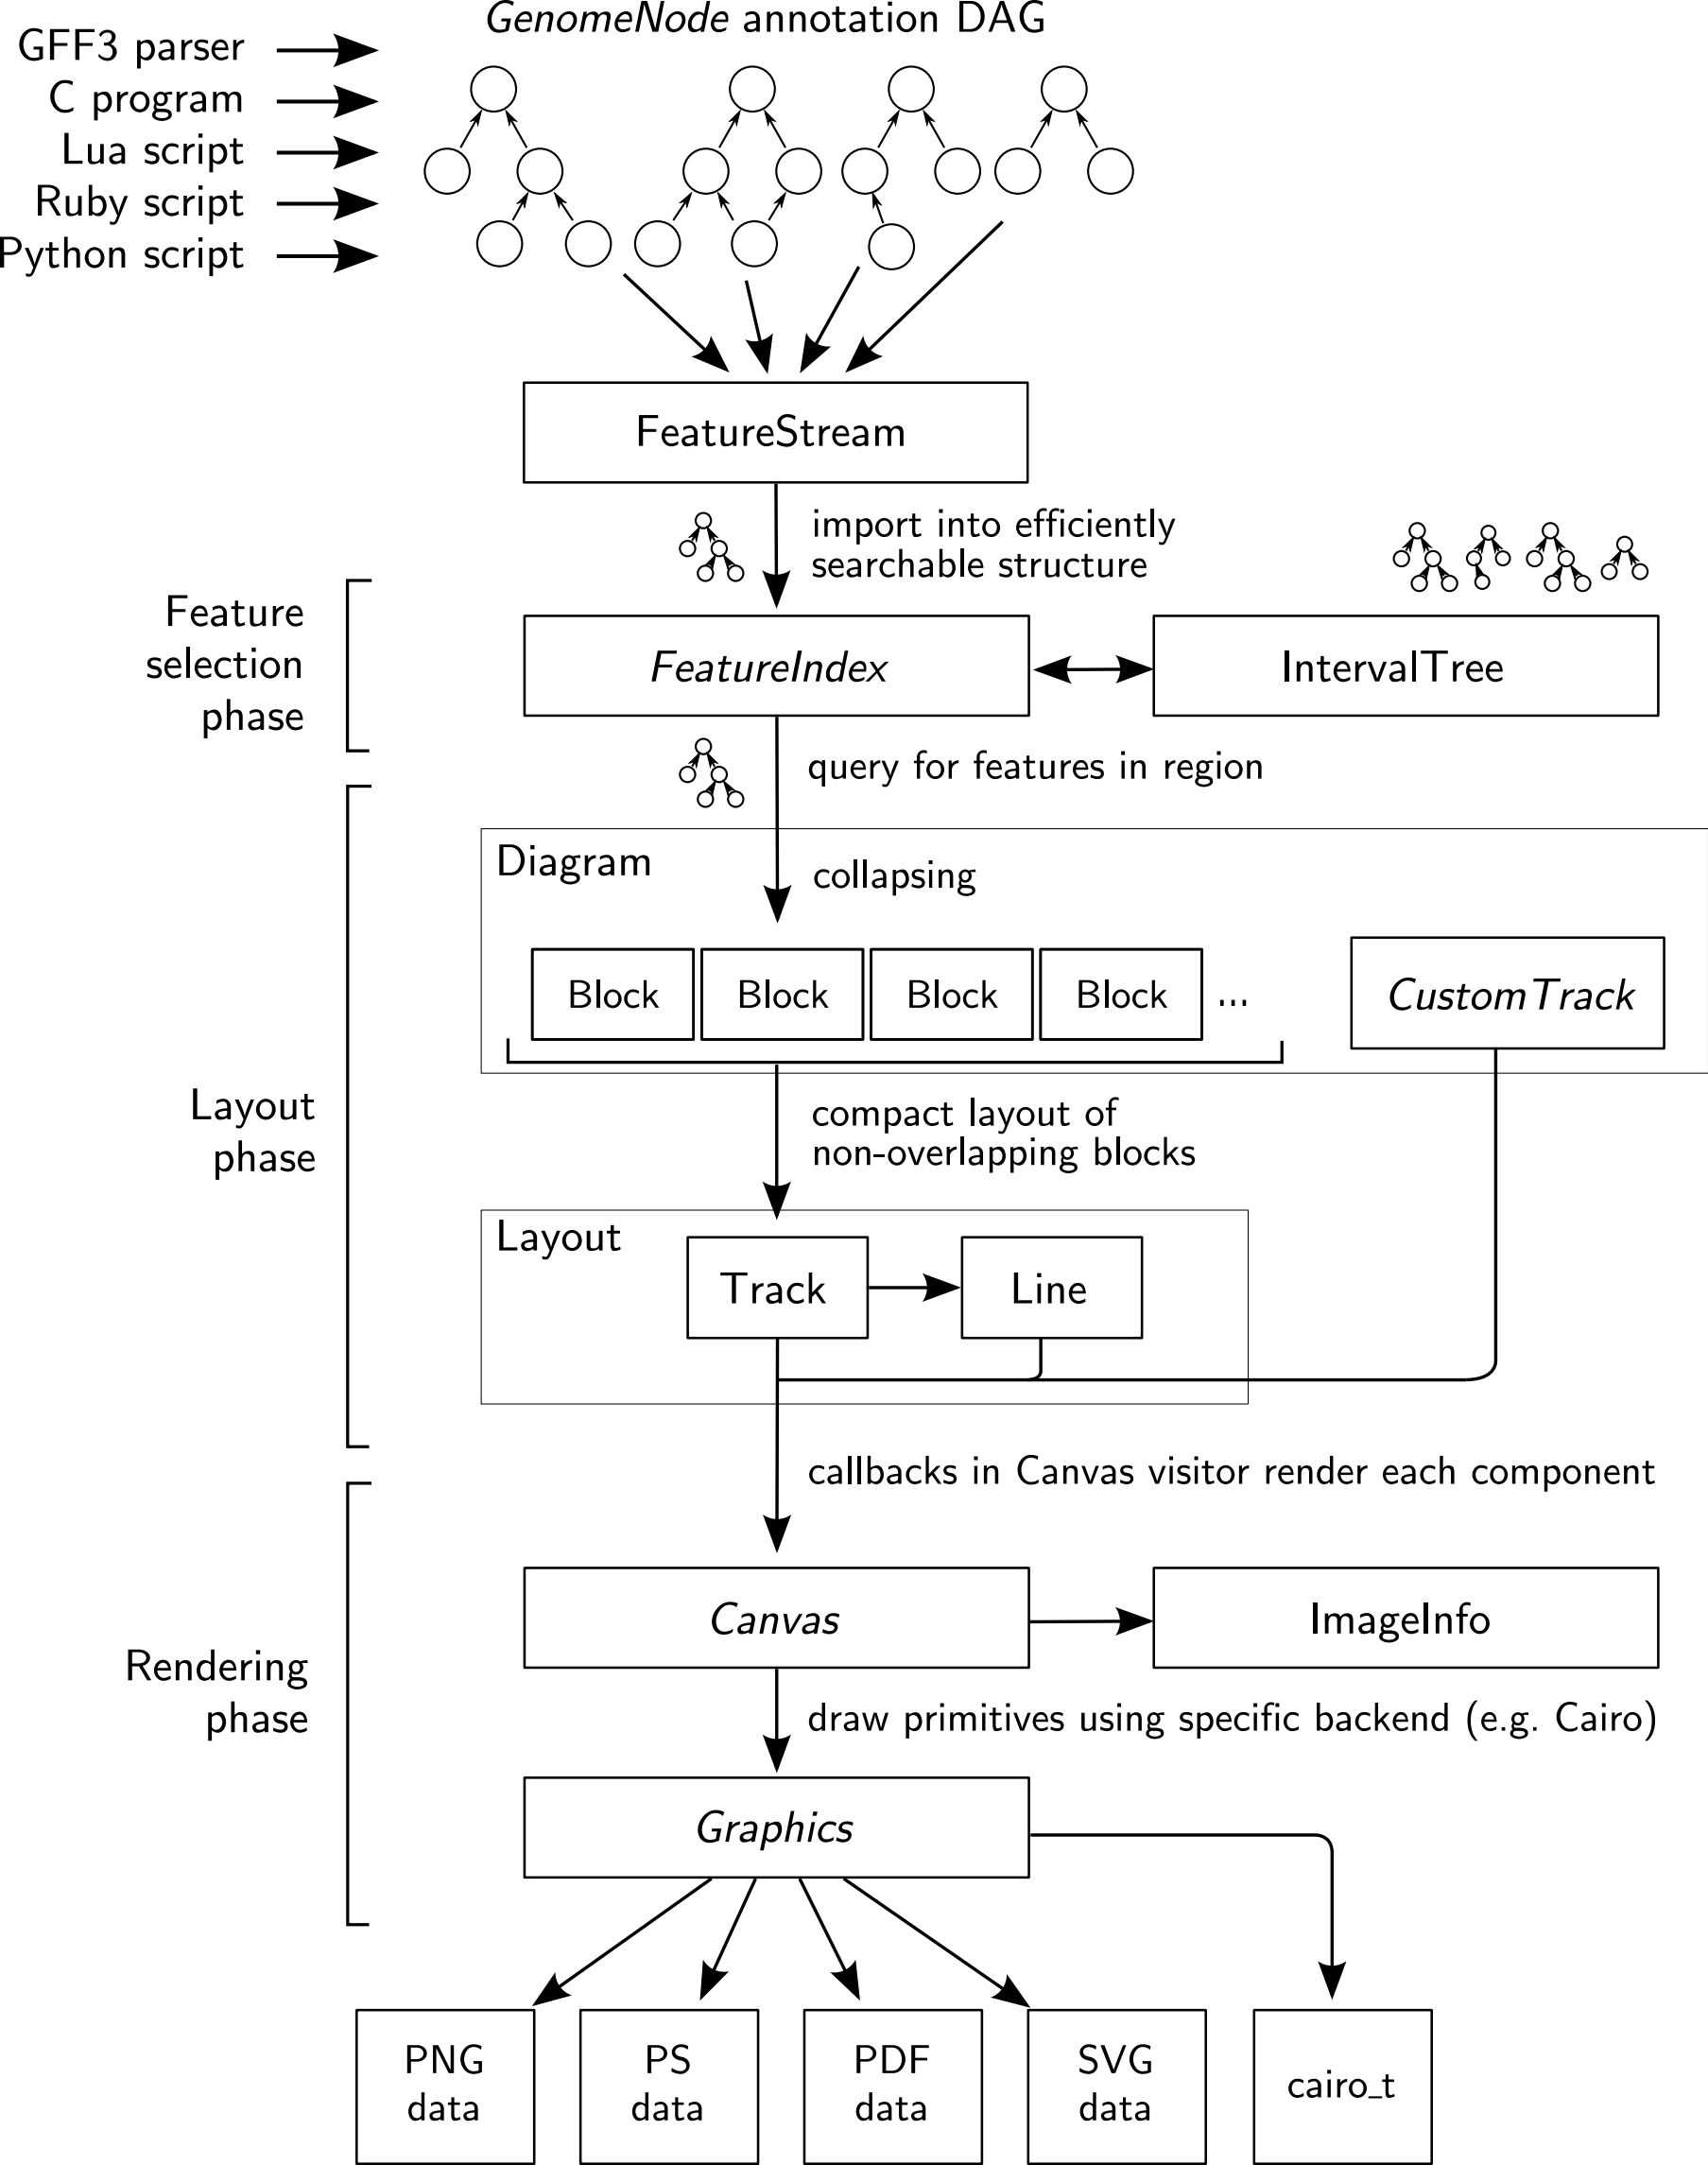 GenomeNode annotation DAG
GFF3 parser
C program
Lua script
Ruby script
Python script
FeatureStream
import into efficiently
searchable structure
Feature
selection
phase
FeatureIndex
IntervalTree
query for features in region
Diagram
collapsing
Block
Block
Block
Block
...
CustomTrack
Layout
phase
compact layout of
non-overlapping blocks
Layout
Track
Line
callbacks in Canvas visitor render each component
Rendering
phase
Canvas
ImageInfo
draw primitives using specific backend (e.g. Cairo)
Graphics
PNG
data
PS
data
PDF
data
SVG
data
cairo_t